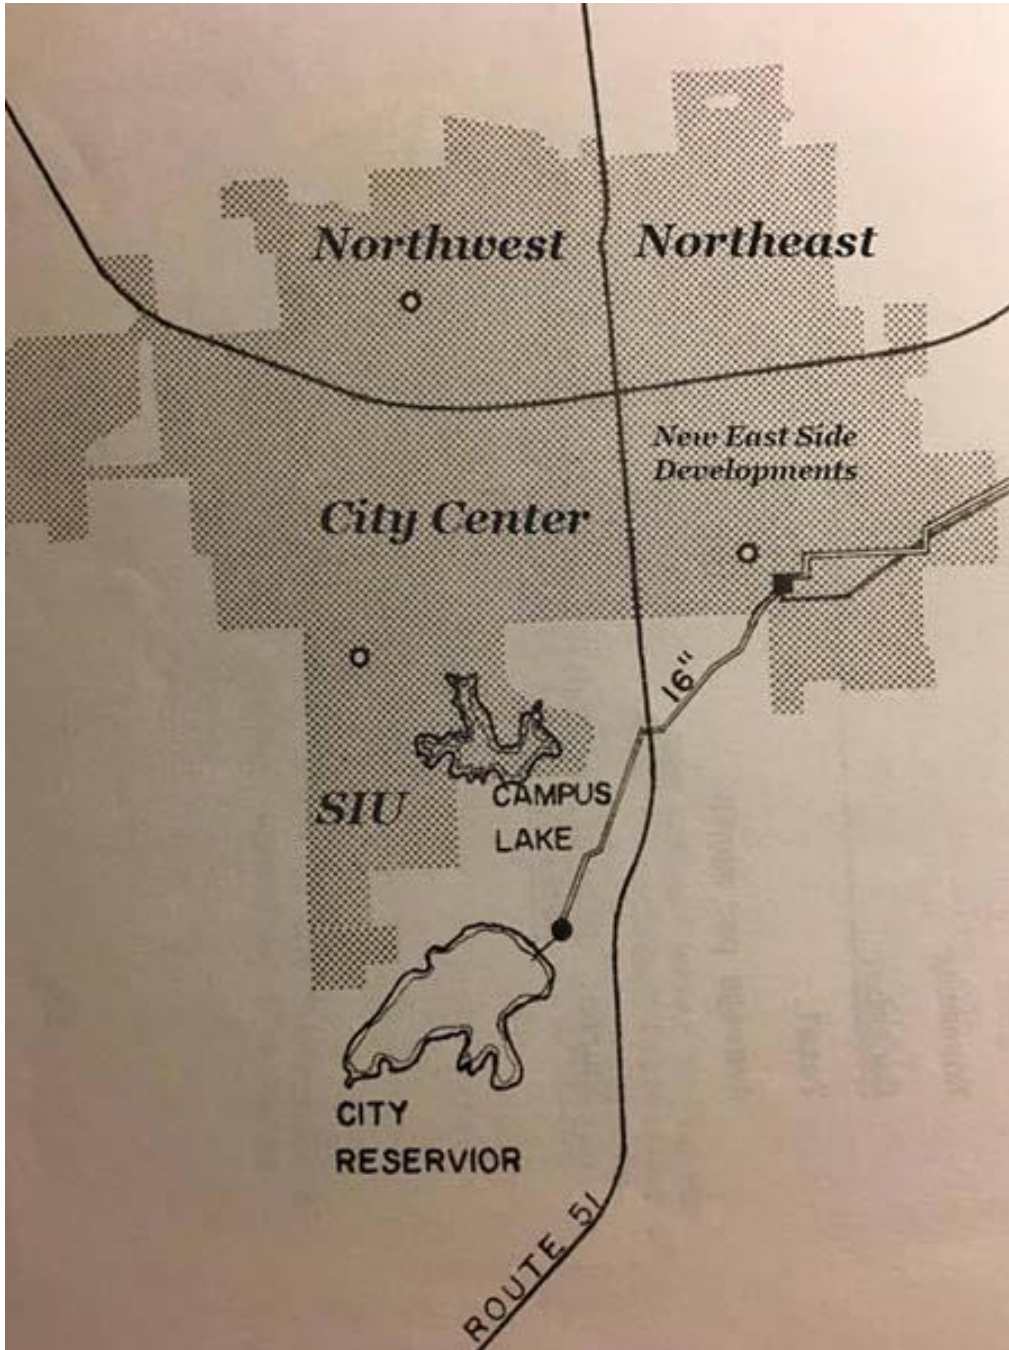 Northwest
Northeast
New East Side
Developments
City Center
16"
CAMPUS
LAKE
SIU
CITY
RESERVIOR
ROUTE 51